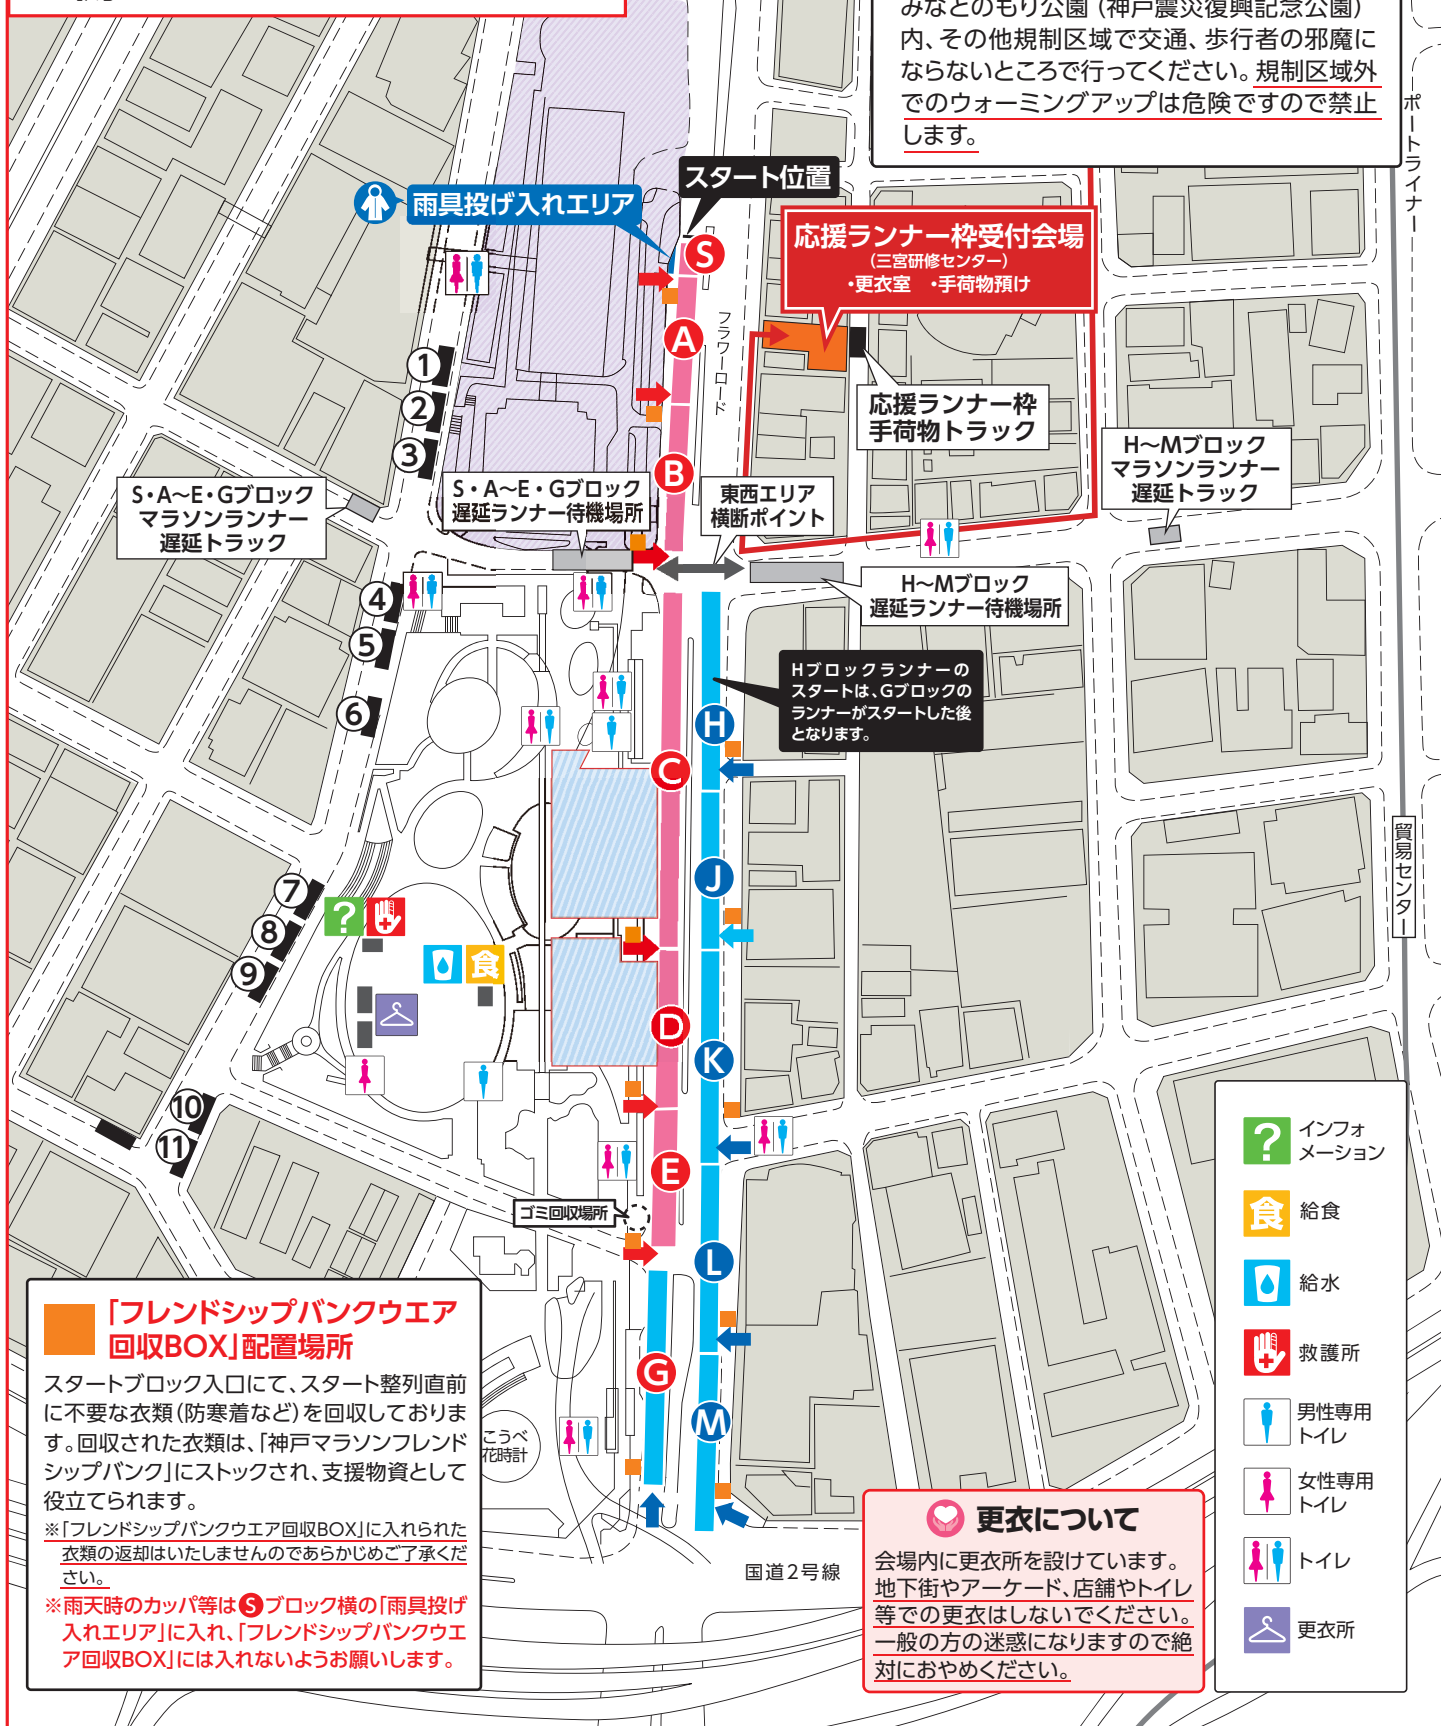 みなとのもり公園（神戸震災復興記念公園）
内、その他規制区域で交通、歩行者の邪魔に
ならないところで行ってください。規制区域外
でのウォーミングアップは危険ですので禁止
します。
ポートライナー
スタート位置
雨具投げ入れエリア
S
応援ランナー枠受付会場
（三宮研修センター）
・更衣室　・手荷物預け
フラワーロード
A
①
②
③
応援ランナー枠
手荷物トラック
H～Mブロック
マラソンランナー
遅延トラック
B
S・A～E・Gブロック
マラソンランナー
遅延トラック
S・A～E・Gブロック
遅延ランナー待機場所
東西エリア
横断ポイント
H～Mブロック
遅延ランナー待機場所
④
⑤
⑥
Hブロックランナーの
スタートは、Gブロックの
ランナーがスタートした後
となります。
H
C
J
貿易センター
⑦
⑧
⑨
?
食
D
K
⑩
⑪
E
ゴミ回収場所
L
G
M
こうべ
花時計
国道2号線
「フレンドシップバンクウエア
回収BOX」配置場所
スタートブロック入口にて、スタート整列直前
に不要な衣類（防寒着など）を回収しておりま
す。回収された衣類は、「神戸マラソンフレンド
シップバンク」にストックされ、支援物資として
役立てられます。
※「フレンドシップバンクウエア回収BOX」に入れられた
衣類の返却はいたしませんのであらかじめご了承くだ
さい。
※雨天時のカッパ等はSブロック横の「雨具投げ
入れエリア」に入れ、「フレンドシップバンクウエ
ア回収BOX」には入れないようお願いします。
更衣について
会場内に更衣所を設けています。
地下街やアーケード、店舗やトイレ
等での更衣はしないでください。
一般の方の迷惑になりますので絶
対におやめください。
?
インフォ
メーション
食
給食
給水
救護所
男性専用
トイレ
女性専用
トイレ
トイレ
更衣所